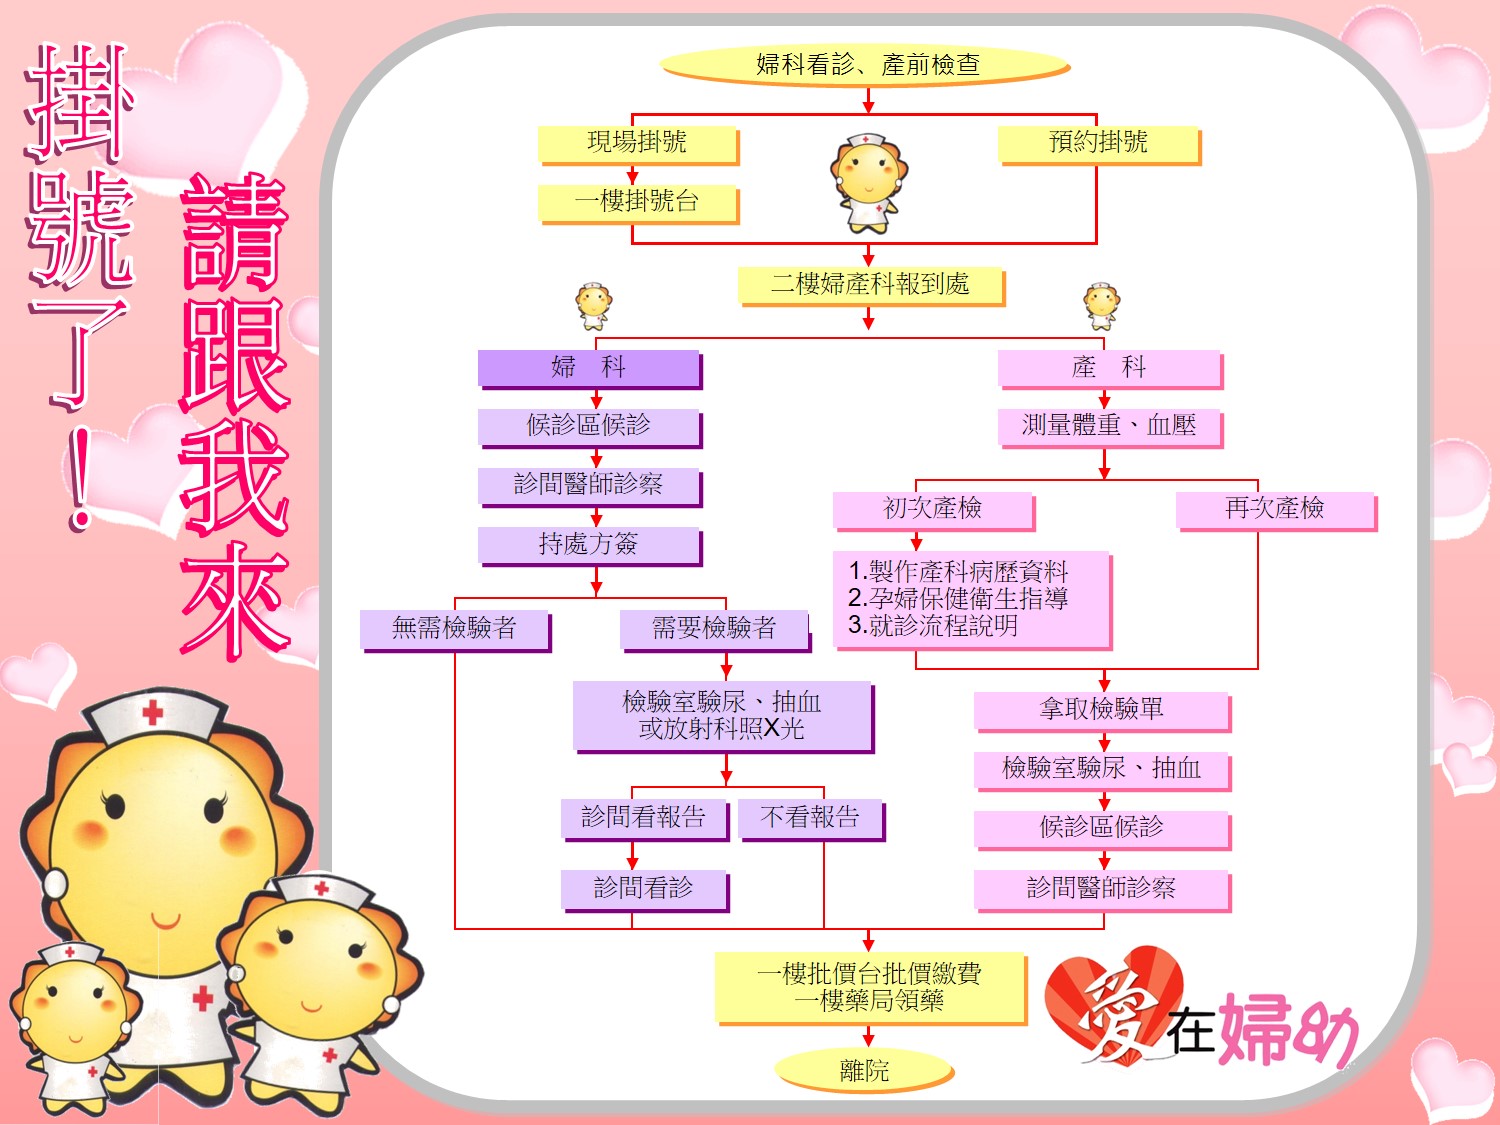 掛號了！
請跟我來
婦科看診、產前檢查
現場掛號
預約掛號
一樓掛號台
二樓婦產科報到處
婦　科
候診區候診
診間醫師診察
持處方簽
無需檢驗者
需要檢驗者
檢驗室驗尿、抽血
或放射科照X光
診間看報告
不看報告
診間看診
產　科
測量體重、血壓
初次產檢
再次產檢
1.製作產科病歷資料
2.孕婦保健衛生指導
3.就診流程說明
拿取檢驗單
檢驗室驗尿、抽血
候診區候診
診間醫師診察
一樓批價台批價繳費
一樓藥局領藥
離院
愛在婦幼